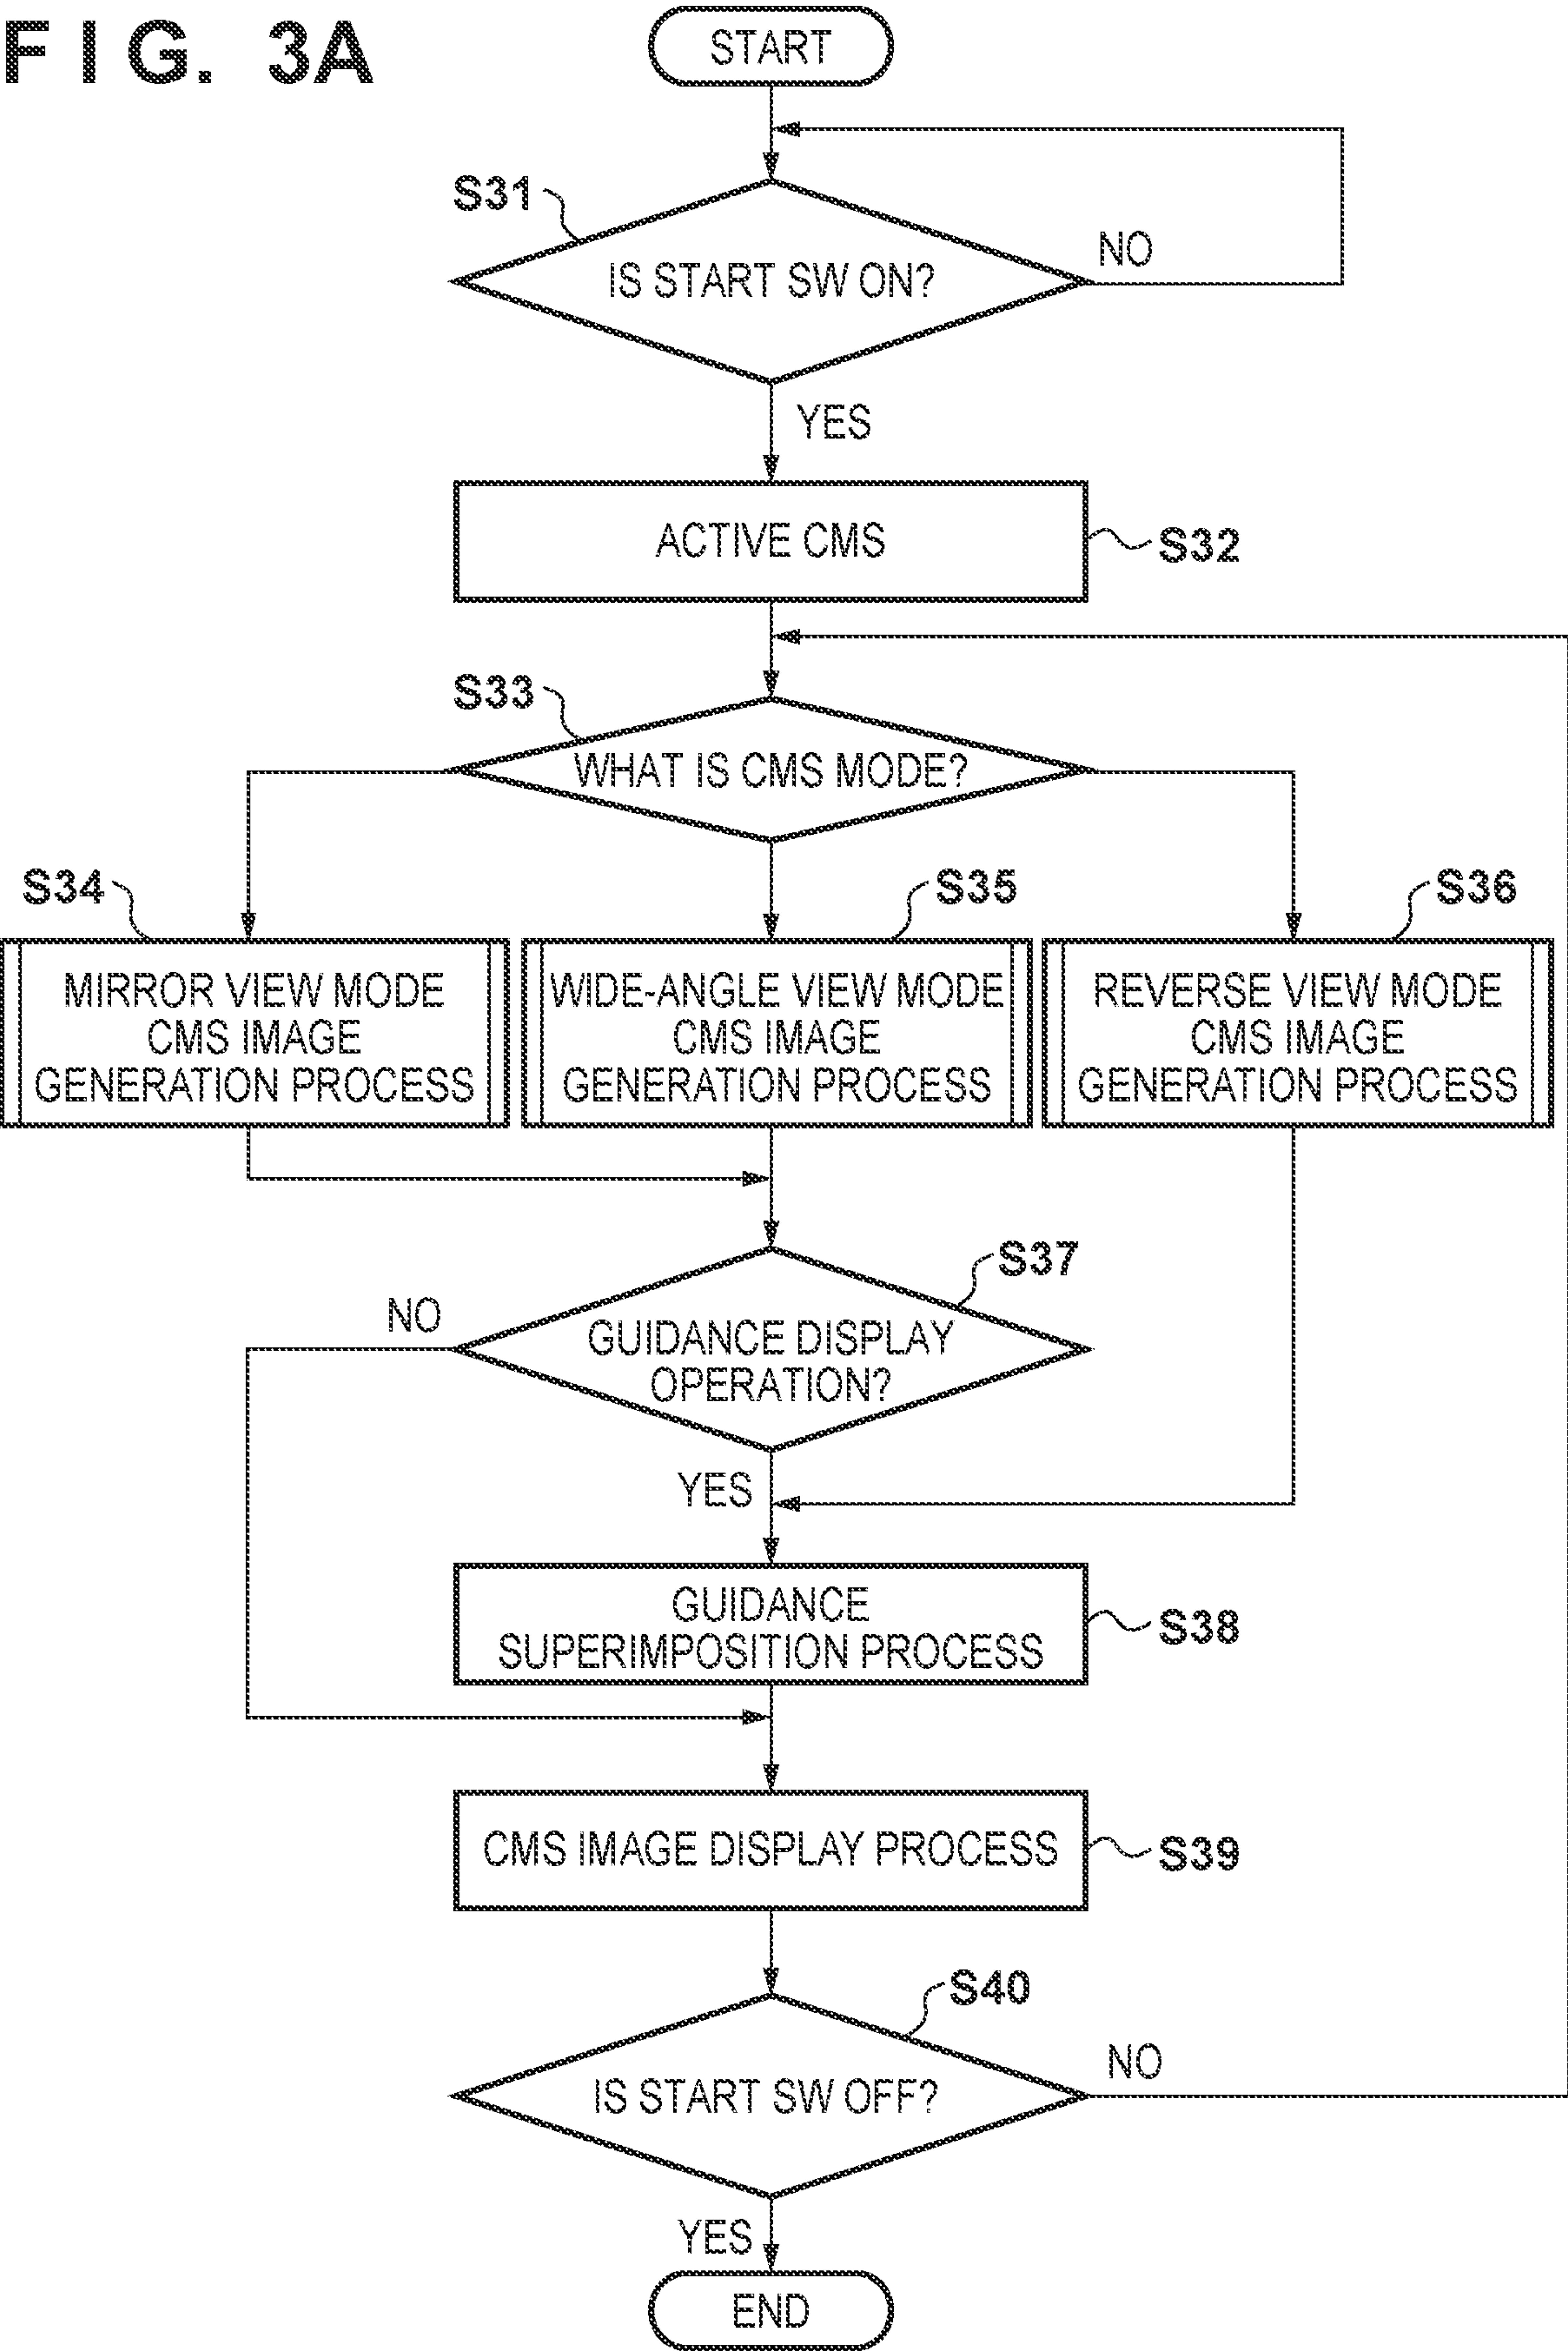 FIG. 3A
START
S31
IS START SW ON?
NO
YES
ACTIVE CMS
S32
S33
WHAT IS CMS MODE?
S34
MIRROR VIEW MODE
CMS IMAGE
GENERATION PROCESS
S35
WIDE-ANGLE VIEW MODE
CMS IMAGE
GENERATION PROCESS
S36
REVERSE VIEW MODE
CMS IMAGE
GENERATION PROCESS
S37
GUIDANCE DISPLAY
OPERATION?
NO
YES
GUIDANCE
SUPERIMPOSITION PROCESS
S38
CMS IMAGE DISPLAY PROCESS
S39
S40
IS START SW OFF?
NO
YES
END